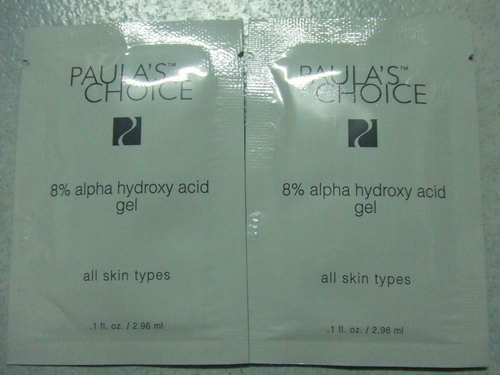 PAULA'S™
CHOICE
8% alpha hydroxy acid
gel
all skin types
.1 fl. oz. / 2.96 ml
PAULA'S™
CHOICE
8% alpha hydroxy acid
gel
all skin types
.1 fl. oz. / 2.96 ml